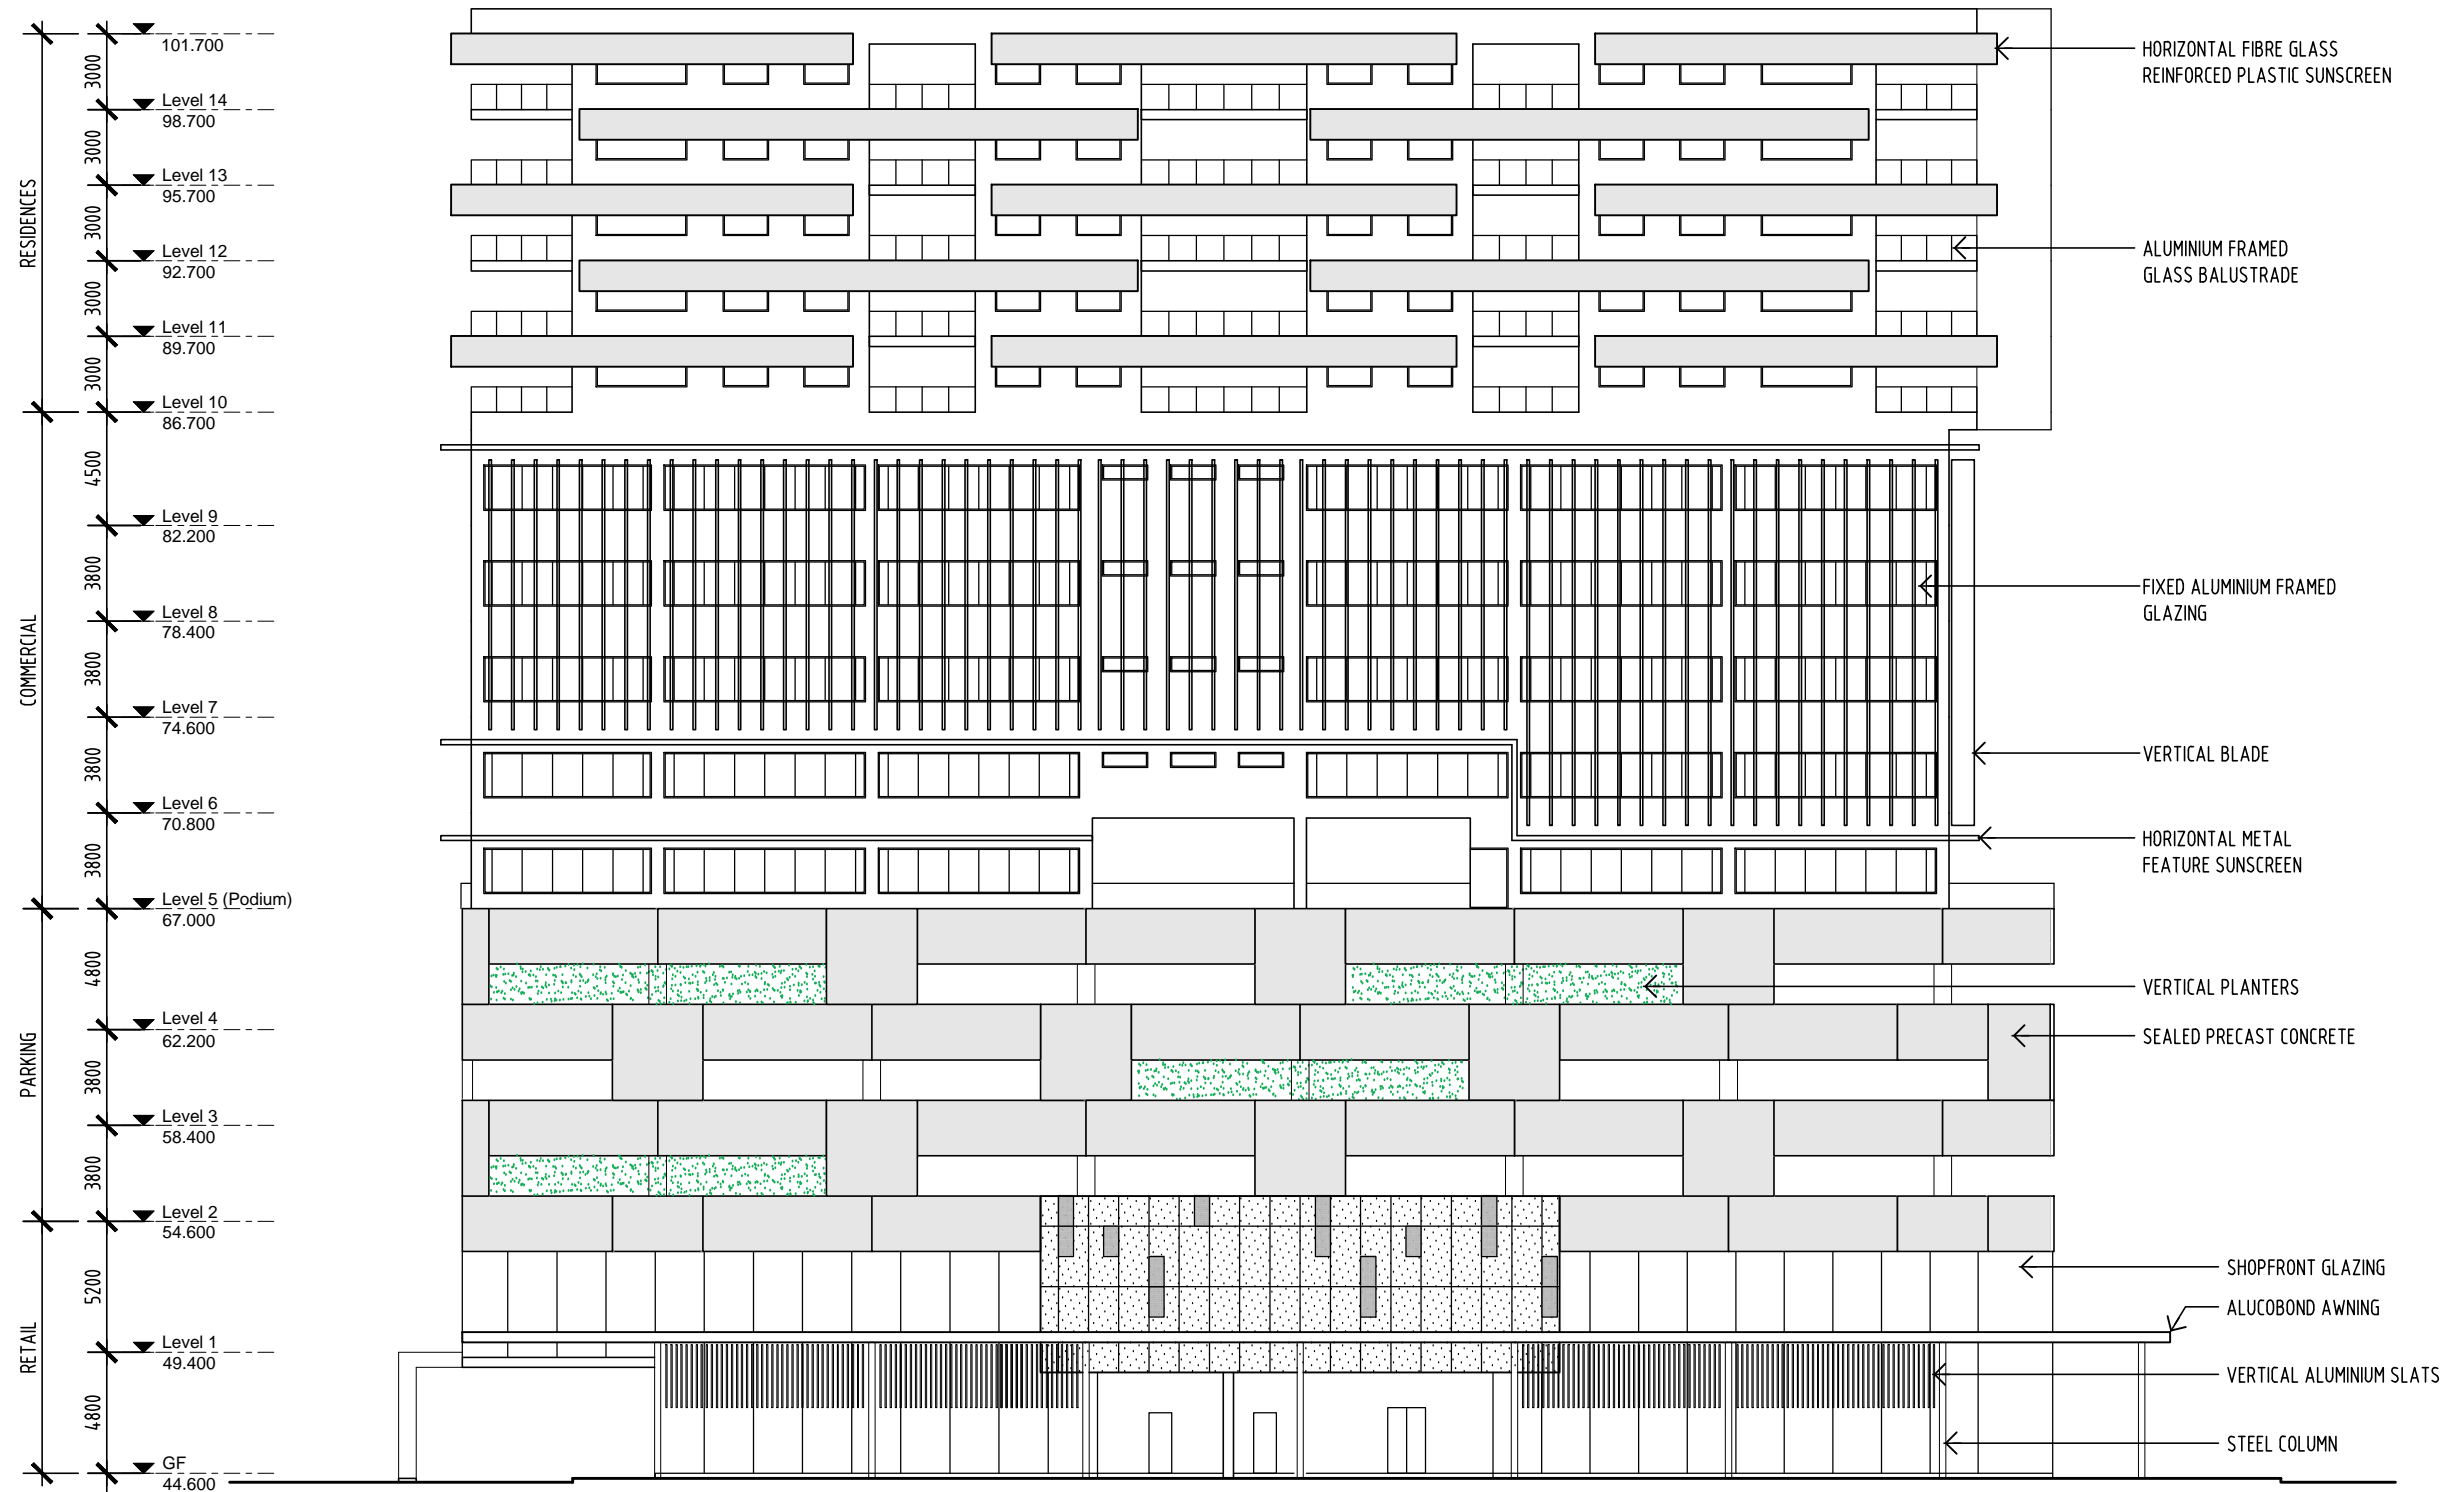 101.700
3000
Level 14
98.700
3000
Level 13
95.700
RESIDENCES
3000
Level 12
92.700
3000
Level 11
89.700
3000
Level 10
86.700
4500
Level 9
82.200
3800
Level 8
78.400
COMMERCIAL
3800
Level 7
74.600
3800
Level 6
70.800
3800
Level 5 (Podium)
67.000
4800
Level 4
62.200
PARKING
3800
Level 3
58.400
3800
Level 2
54.600
5200
RETAIL
Level 1
49.400
4800
GF
44.600
HORIZONTAL FIBRE GLASS
REINFORCED PLASTIC SUNSCREEN
ALUMINIUM FRAMED
GLASS BALUSTRADE
FIXED ALUMINIUM FRAMED
GLAZING
VERTICAL BLADE
HORIZONTAL METAL
FEATURE SUNSCREEN
VERTICAL PLANTERS
SEALED PRECAST CONCRETE
SHOPFRONT GLAZING
ALUCOBOND AWNING
VERTICAL ALUMINIUM SLATS
STEEL COLUMN